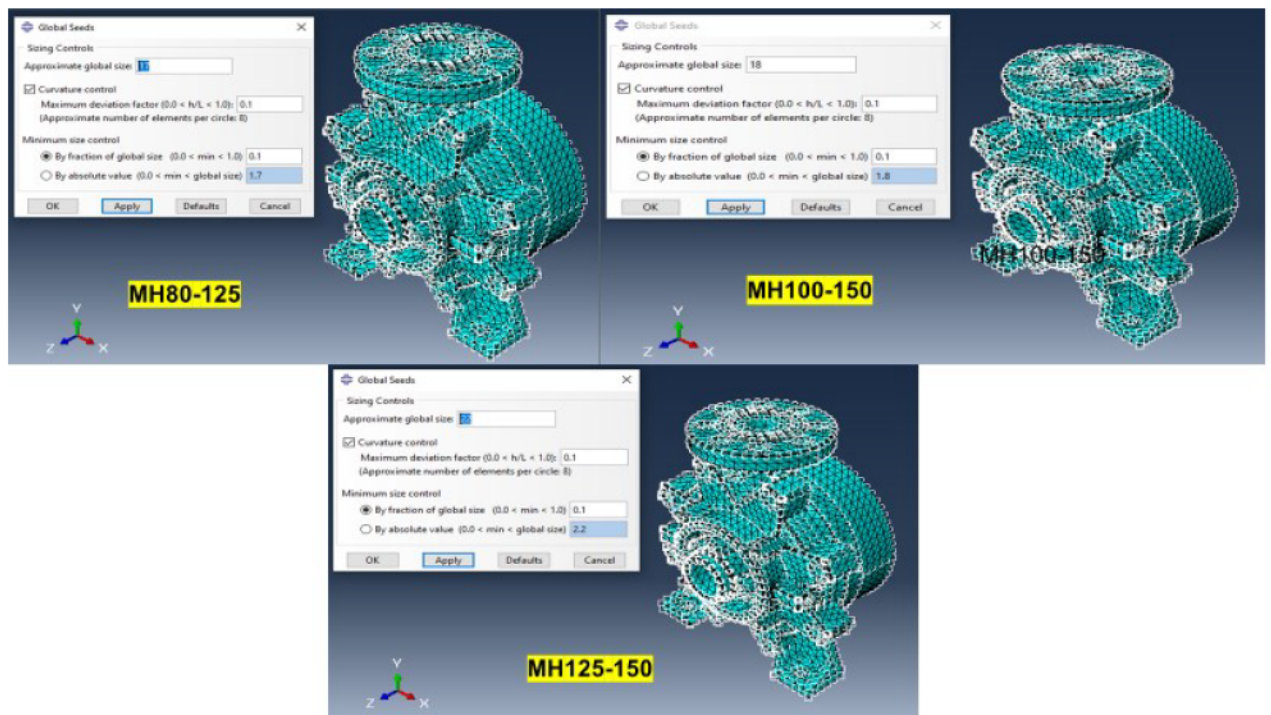 Global Seeds
Sizing Controls
Approximate global size: 17
Curvature control
Maximum deviation factor (0.0 < h/L < 1.0): 0.1
(Approximate number of elements per circle: 8)
Minimum size control
By fraction of global size (0.0 < min < 1.0) 0.1
By absolute value (0.0 < min < global size) 1.7
OK Apply Defaults Cancel
MH80-125
Y
Z X
Global Seeds
Sizing Controls
Approximate global size: 18
Curvature control
Maximum deviation factor (0.0 < h/L < 1.0): 0.1
(Approximate number of elements per circle: 8)
Minimum size control
By fraction of global size (0.0 < min < 1.0) 0.1
By absolute value (0.0 < min < global size) 1.8
OK Apply Defaults Cancel
MH100-150
MH100-150
Y
Z X
Global Seeds
Sizing Controls
Approximate global size: 22
Curvature control
Maximum deviation factor (0.0 < h/L < 1.0): 0.1
(Approximate number of elements per circle: 8)
Minimum size control
By fraction of global size (0.0 < min < 1.0) 0.1
By absolute value (0.0 < min < global size) 2.2
OK Apply Defaults Cancel
MH125-150
Y
Z X